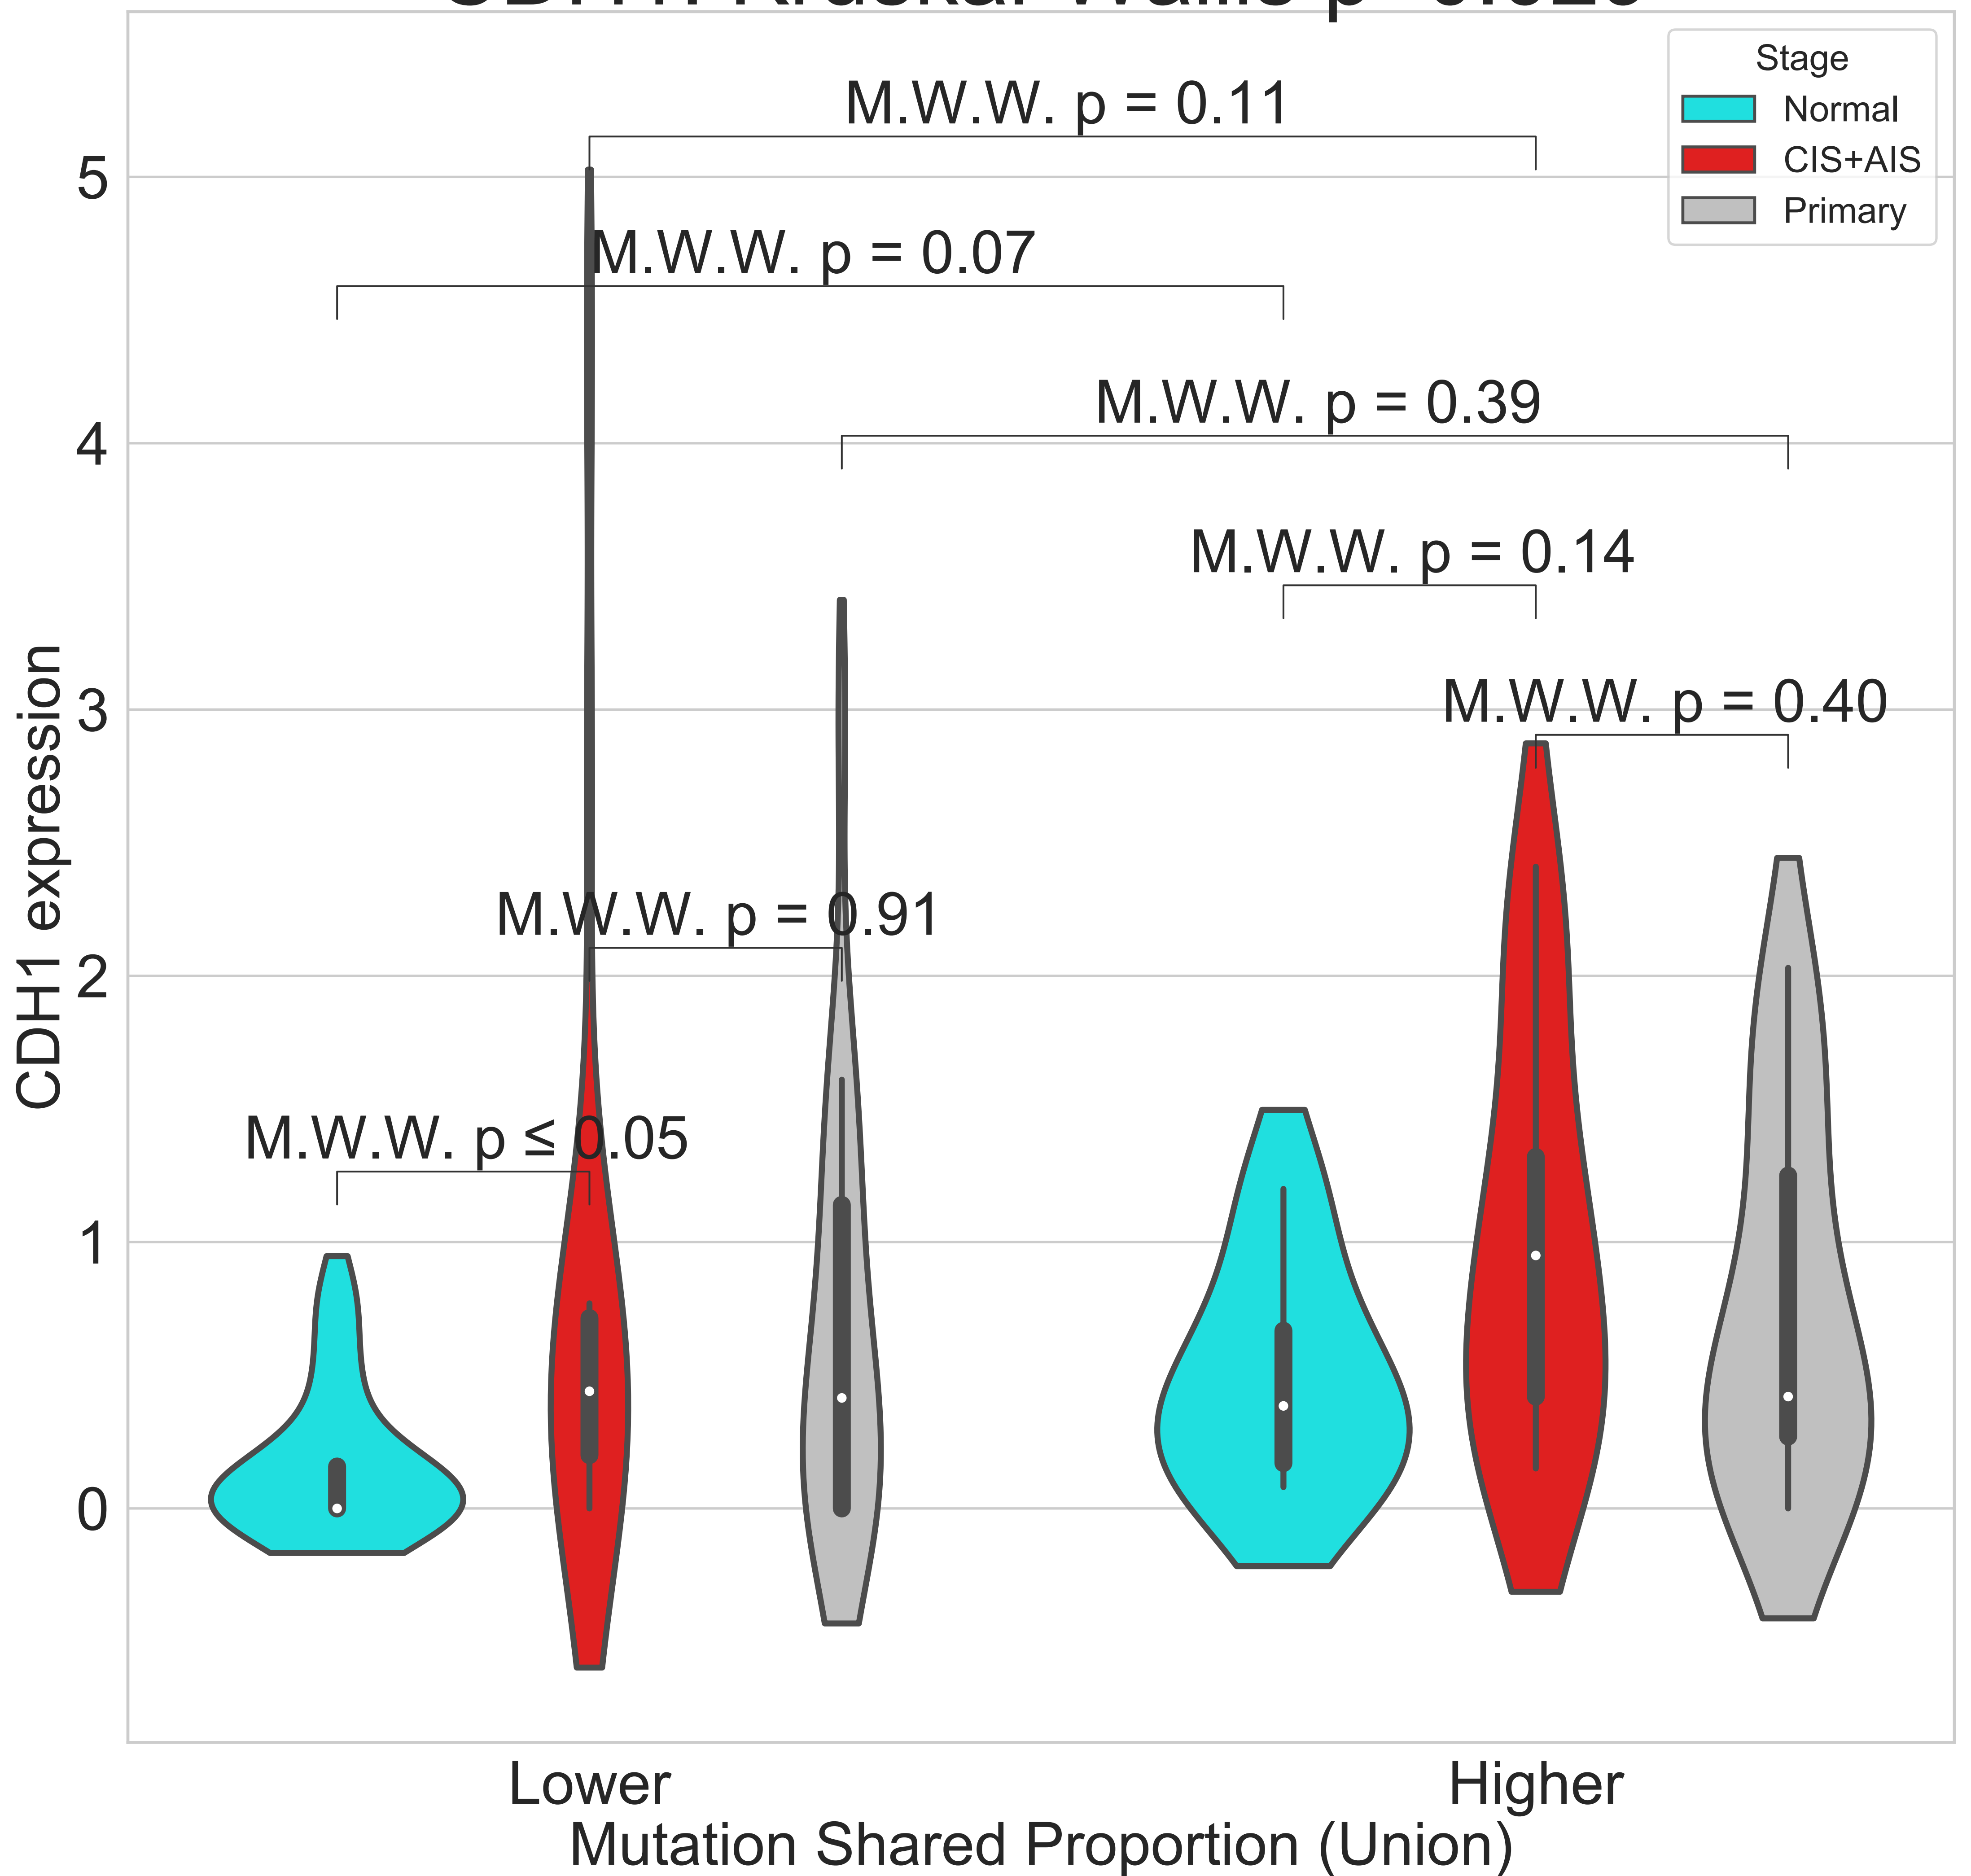 Stage
Normal
CIS+AIS
Primary
M.W.W. p = 0.11
M.W.W. p = 0.07
M.W.W. p = 0.39
M.W.W. p = 0.14
M.W.W. p = 0.40
M.W.W. p = 0.91
M.W.W. p ≤ 0.05
CDH1 expression
5
4
3
2
1
0
Lower
Higher
Mutation Shared Proportion (Union)